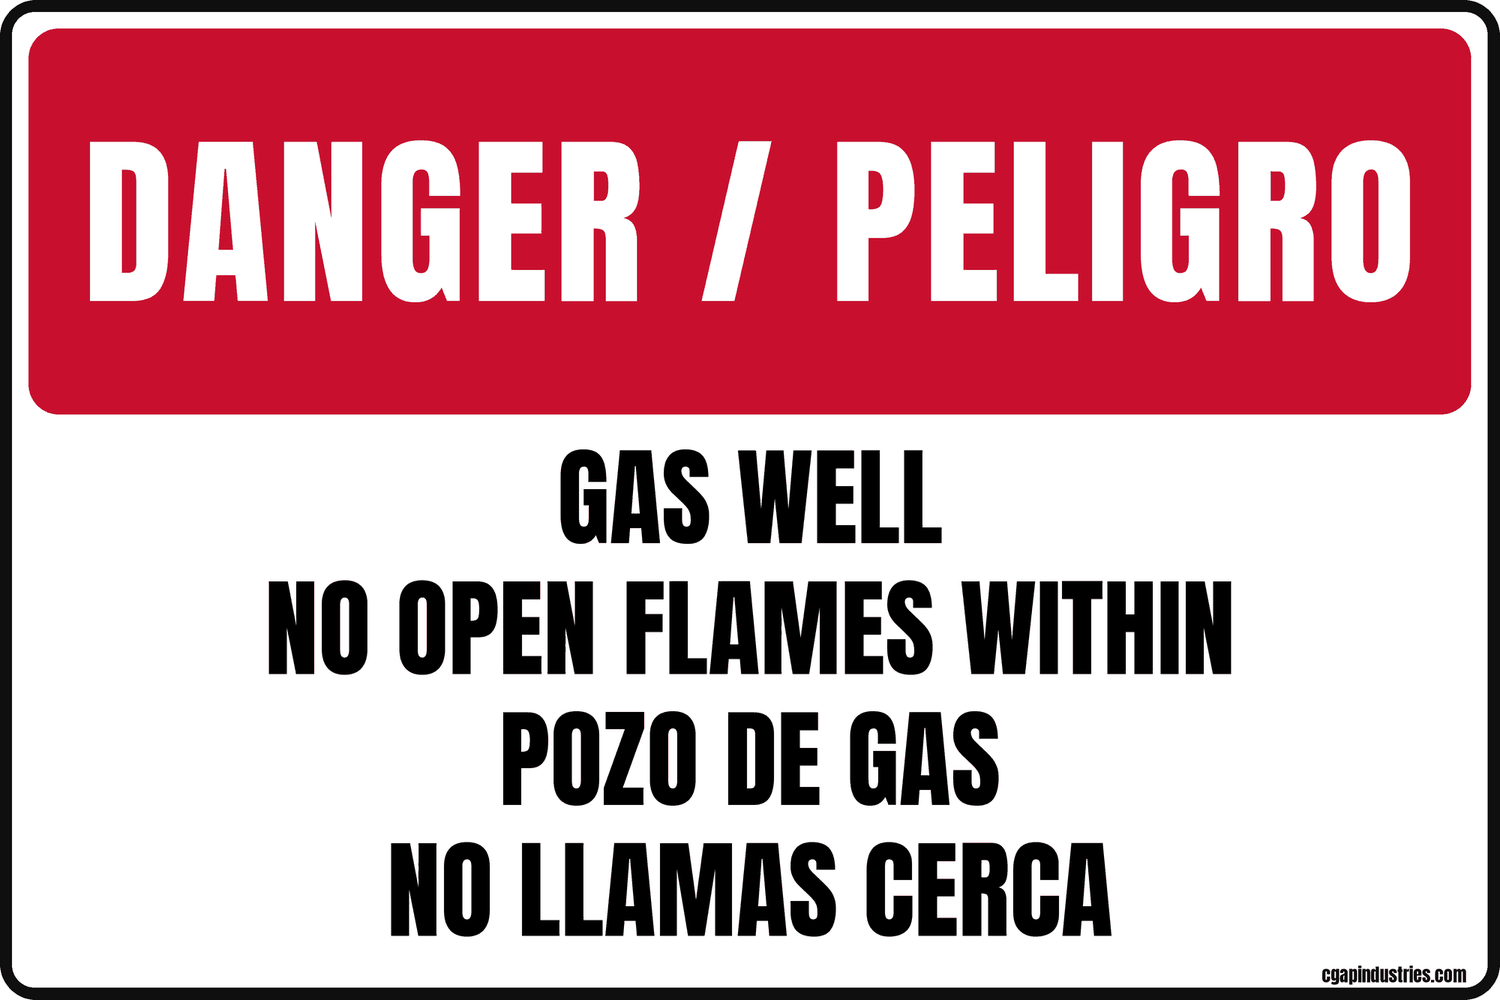 DANGER / PELIGRO
GAS WELL
NO OPEN FLAMES WITHIN
POZO DE GAS
NO LLAMAS CERCA
cgapindustries.com